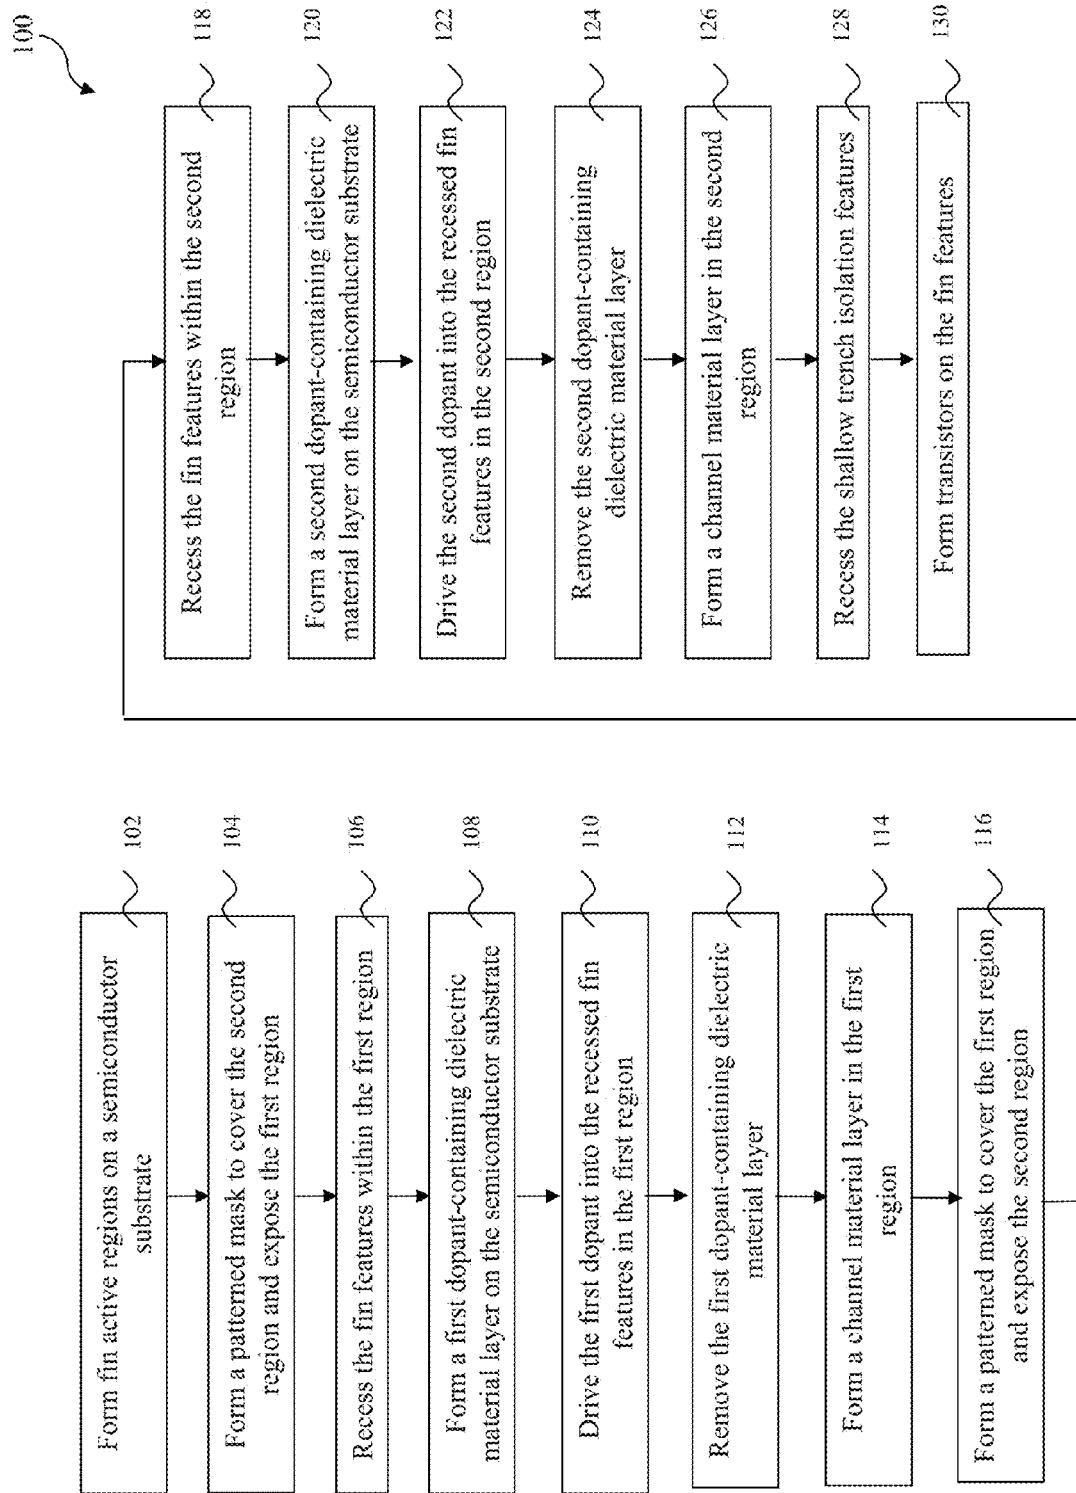 100
Form fin active regions on a semiconductor
substrate
102
Form a patterned mask to cover the second
region and expose the first region
104
Recess the fin features within the first region
106
Form a first dopant-containing dielectric
material layer on the semiconductor substrate
108
Drive the first dopant into the recessed fin
features in the first region
110
Remove the first dopant-containing dielectric
material layer
112
Form a channel material layer in the first
region
114
Form a patterned mask to cover the first region
and expose the second region
116
Recess the fin features within the second
region
118
Form a second dopant-containing dielectric
material layer on the semiconductor substrate
120
Drive the second dopant into the recessed fin
features in the second region
122
Remove the second dopant-containing
dielectric material layer
124
Form a channel material layer in the second
region
126
Recess the shallow trench isolation features
128
Form transistors on the fin features
130